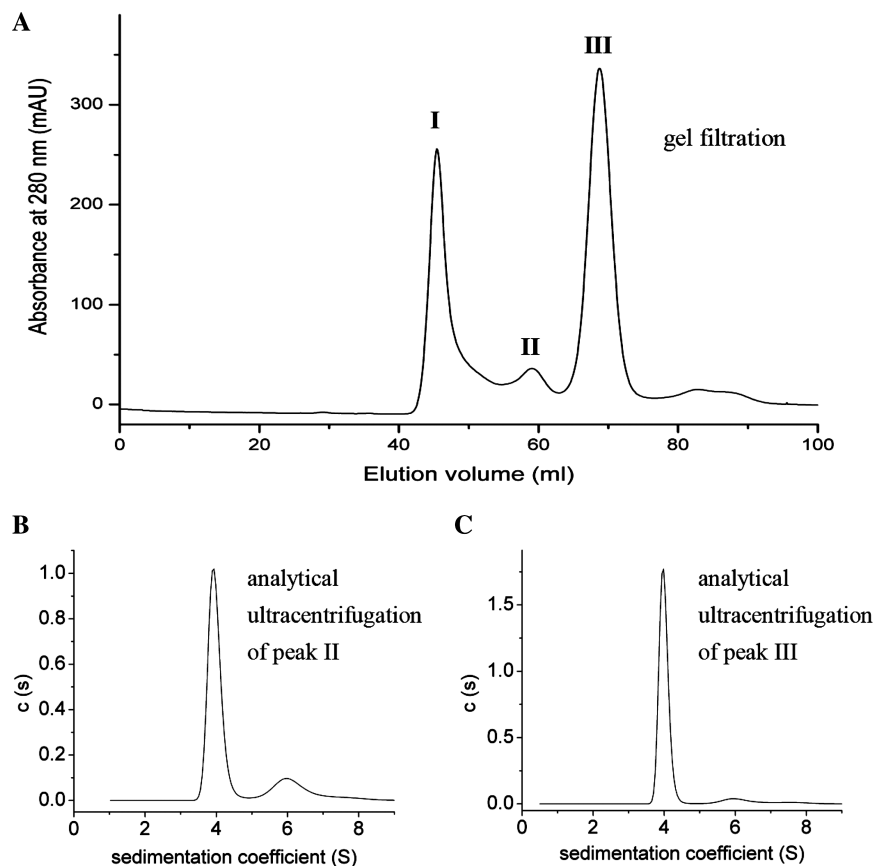 A
Absorbance at 280 nm (mAU)
300
200
100
0
I
II
III
gel filtration
0
20
40
60
80
100
Elution volume (ml)
B
c (s)
1.0
0.8
0.6
0.4
0.2
0.0
analytical
ultracentrifugation
of peak II
0
2
4
6
8
sedimentation coefficient (S)
C
c (s)
1.5
1.5
0.5
0.0
analytical
ultracentrifugation
of peak III
0
2
4
6
8
sedimentation coefficient (S)